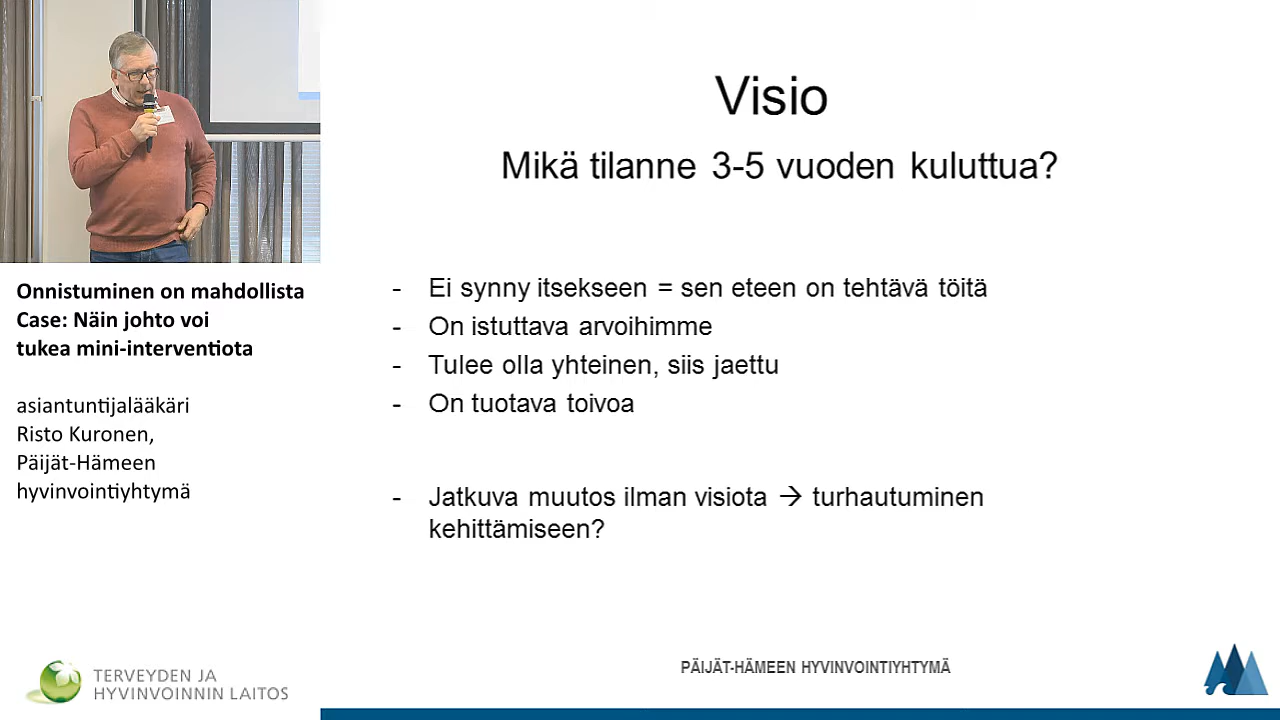 Visio
Mikä tilanne 3-5 vuoden kuluttua?
- Ei synny itsekseen = sen eteen on tehtävä töitä
- On istuttava arvoihimme
- Tulee olla yhteinen, siis jaettu
- On tuotava toivoa
- Jatkuva muutos ilman visiota → turhautuminen
kehittämiseen?
Onnistuminen on mahdollista
Case: Näin johto voi
tukea mini-interventiota
asiantuntijalääkäri
Risto Kuronen,
Päijät-Hämeen
hyvinvointiyhtymä
TERVEYDEN JA
HYVINVOINNIN LAITOS
PÄIJÄT-HÄMEEN HYVINVOINTIYHTYMÄ